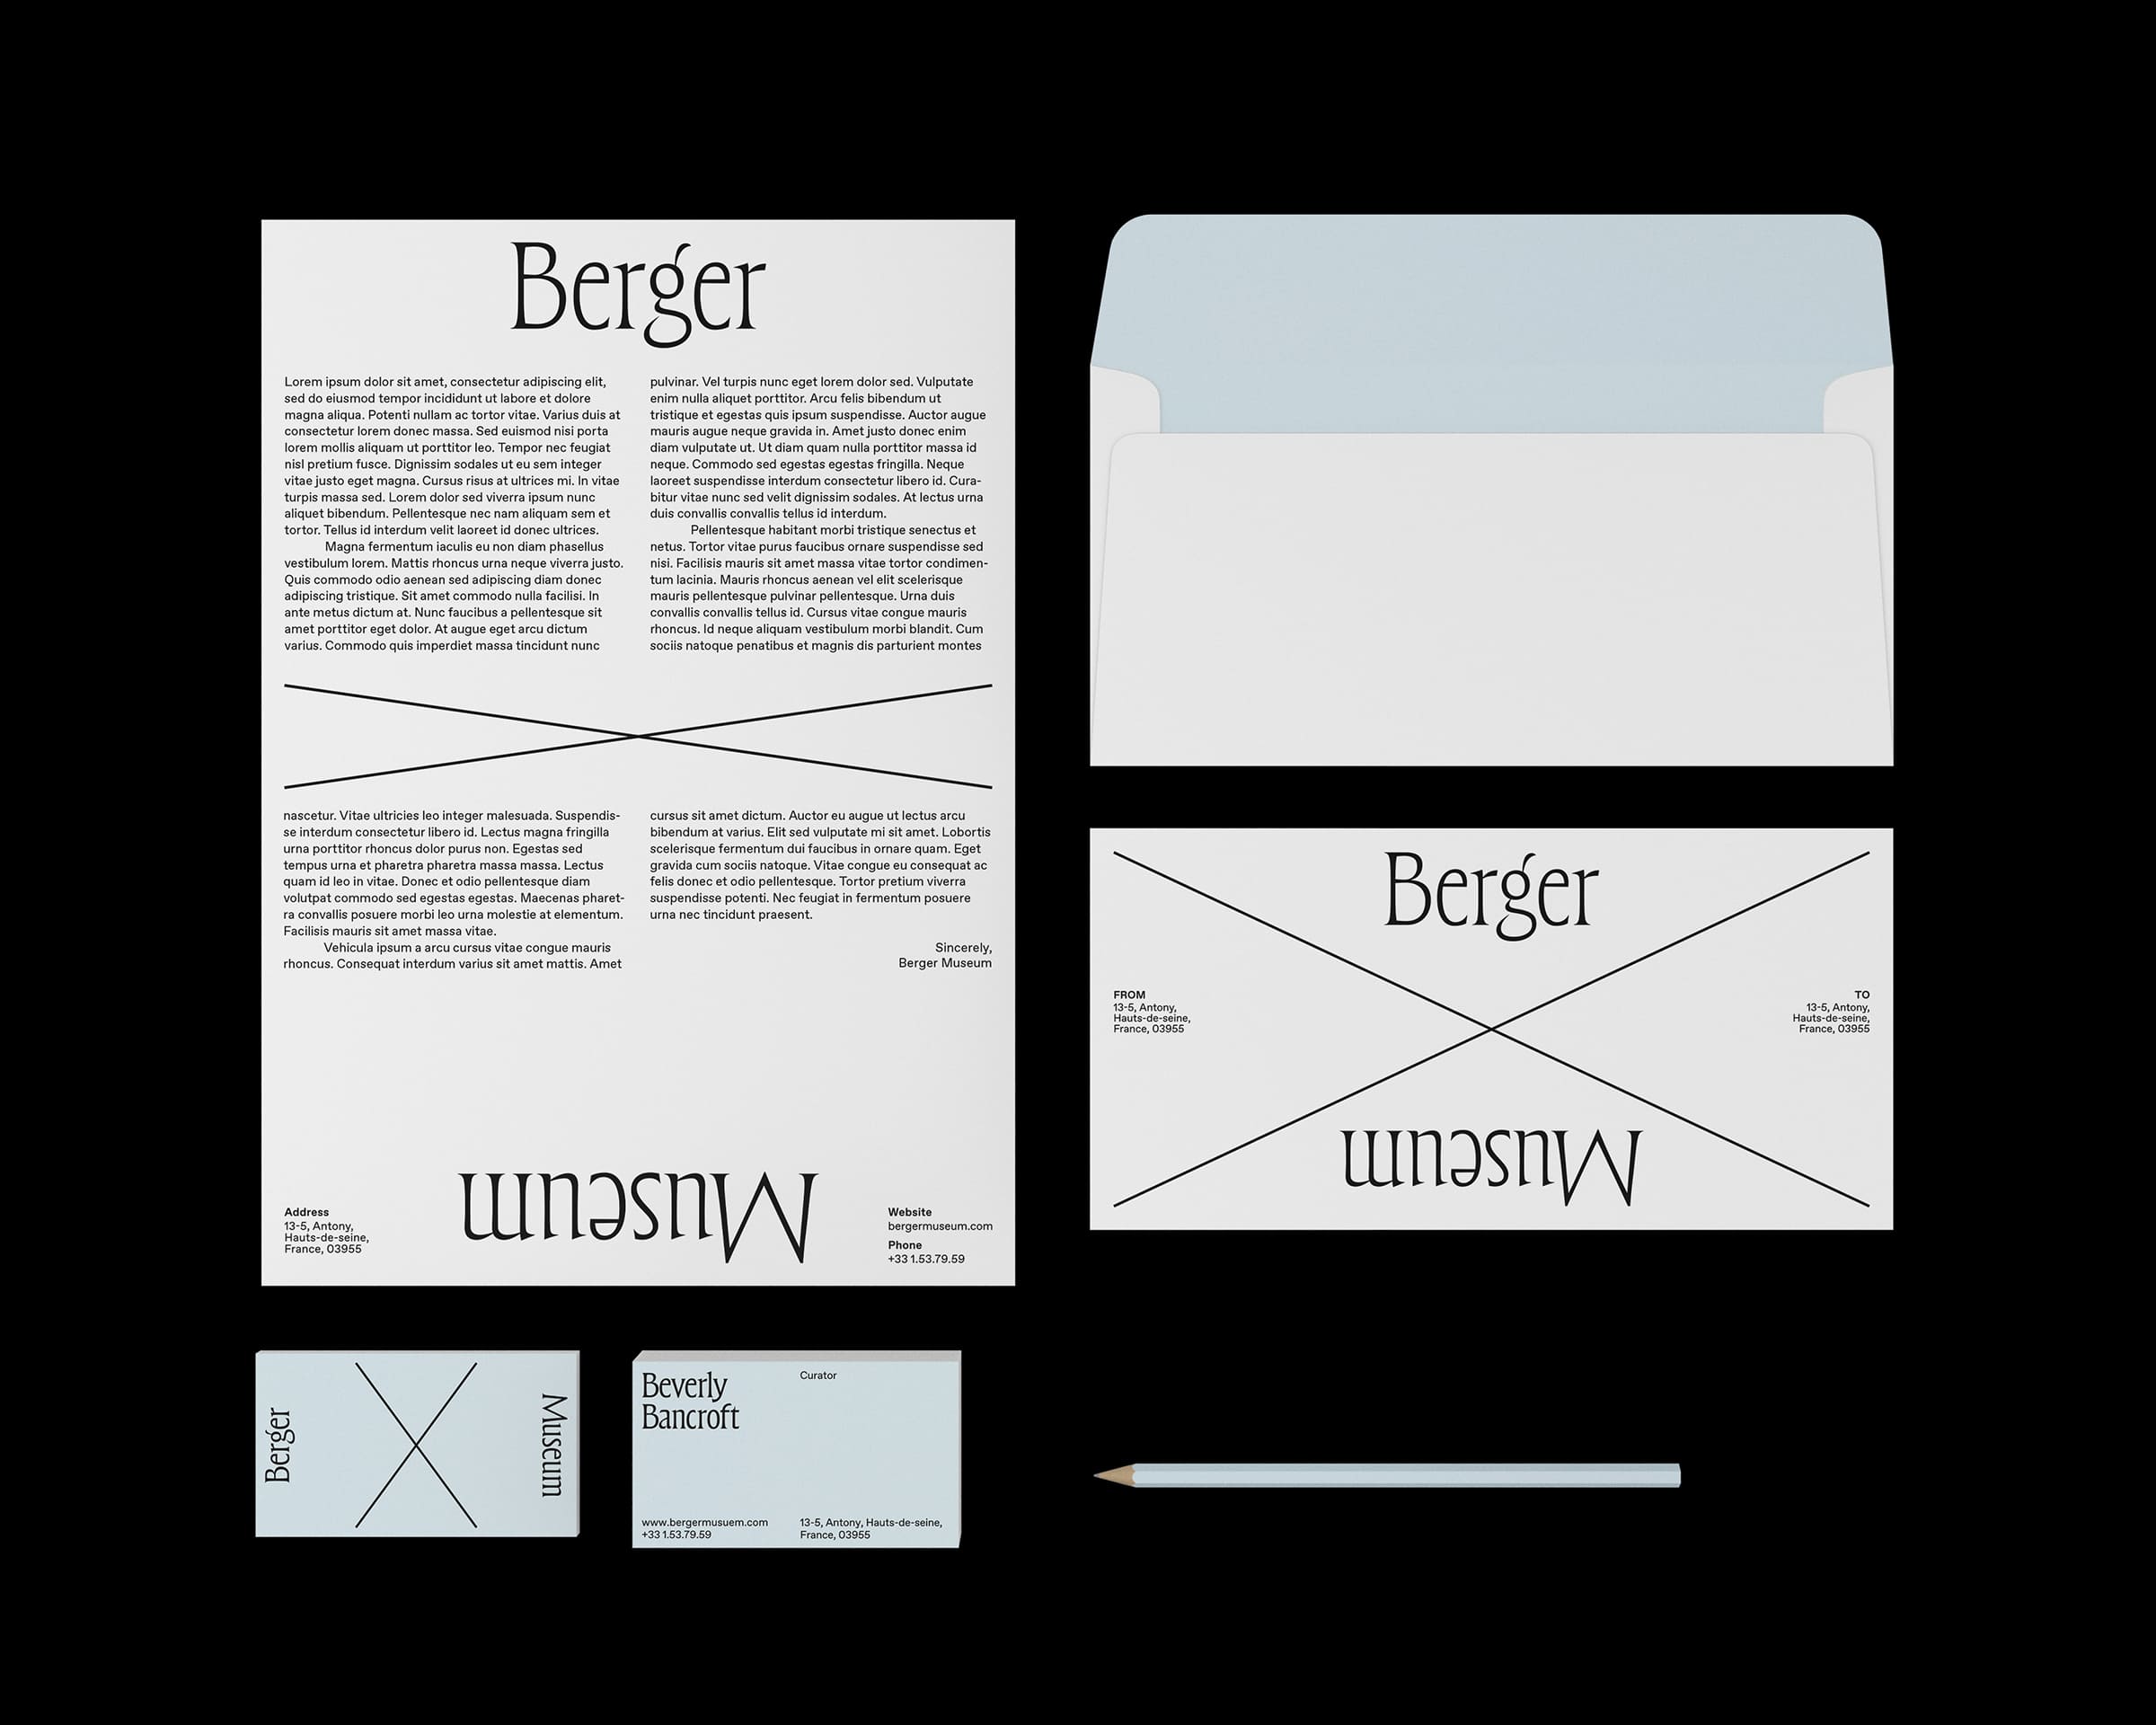 Berger
Lorem ipsum dolor sit amet, consectetur adipiscing elit,
sed do eiusmod tempor incididunt ut labore et dolore
magna aliqua. Potenti nullam ac tortor vitae. Varius duis at
consectetur lorem donec massa. Sed euismod nisi porta
lorem mollis aliquam ut porttitor leo. Tempor nec feugiat
nisl pretium fusce. Dignissim sodales ut eu sem integer
vitae justo eget magna. Cursus risus at ultrices mi. In vitae
turpis massa sed. Lorem dolor sed viverra ipsum nunc
aliquet bibendum. Pellentesque nec nam aliquam sem et
tortor. Tellus id interdum velit laoreet id donec ultrices.
Magna fermentum iaculis eu non diam phasellus
vestibulum lorem. Mattis rhoncus urna neque viverra justo.
Quis commodo odio aenean sed adipiscing diam donec
adipiscing tristique. Sit amet commodo nulla facilisi. In
ante metus dictum at. Nunc faucibus a pellentesque sit
amet porttitor eget dolor. At augue eget arcu dictum
varius. Commodo quis imperdiet massa tincidunt nunc
pulvinar. Vel turpis nunc eget lorem dolor sed. Vulputate
enim nulla aliquet porttitor. Arcu felis bibendum ut
tristique et egestas quis ipsum suspendisse. Auctor augue
mauris augue neque gravida in. Amet justo donec enim
diam vulputate ut. Ut diam quam nulla porttitor massa id
neque. Commodo sed egestas egestas fringilla. Neque
laoreet suspendisse interdum consectetur libero id. Cura-
bitur vitae nunc sed velit dignissim sodales. At lectus urna
duis convallis convallis tellus id interdum.
Pellentesque habitant morbi tristique senectus et
netus. Tortor vitae purus faucibus ornare suspendisse sed
nisi. Facilisis mauris sit amet massa vitae tortor condimen-
tum lacinia. Mauris rhoncus aenean vel elit scelerisque
mauris pellentesque pulvinar pellentesque. Urna duis
convallis convallis tellus id. Cursus vitae congue mauris
rhoncus. Id neque aliquam vestibulum morbi blandit. Cum
sociis natoque penatibus et magnis dis parturient montes
nascetur. Vitae ultricies leo integer malesuada. Suspendis-
se interdum consectetur libero id. Lectus magna fringilla
urna porttitor rhoncus dolor purus non. Egestas sed
tempus urna et pharetra pharetra massa massa. Lectus
quam id leo in vitae. Donec et odio pellentesque diam
volutpat commodo sed egestas egestas. Maecenas pharet-
ra convallis posuere morbi leo urna molestie at elementum.
Facilisis mauris sit amet massa vitae.
Vehicula ipsum a arcu cursus vitae congue mauris
rhoncus. Consequat interdum varius sit amet mattis. Amet
cursus sit amet dictum. Auctor eu augue ut lectus arcu
bibendum at varius. Elit sed vulputate mi sit amet. Lobortis
scelerisque fermentum dui faucibus in ornare quam. Eget
gravida cum sociis natoque. Vitae congue eu consequat ac
felis donec et odio pellentesque. Tortor pretium viverra
suspendisse potenti. Nec feugiat in fermentum posuere
urna nec tincidunt praesent.
Sincerely,
Berger Museum
Address
13-5, Antony,
Hauts-de-seine,
France, 03955
Museum
Website
bergermuseum.com
Phone
+33 1.53.79.59
Berger
FROM
13-5, Antony,
Hauts-de-seine,
France, 03955
TO
13-5, Antony,
Hauts-de-seine,
France, 03955
Museum
Berger
Museum
Beverly
Bancroft
Curator
www.bergermusuem.com
+33 1.53.79.59
13-5, Antony, Hauts-de-seine,
France, 03955